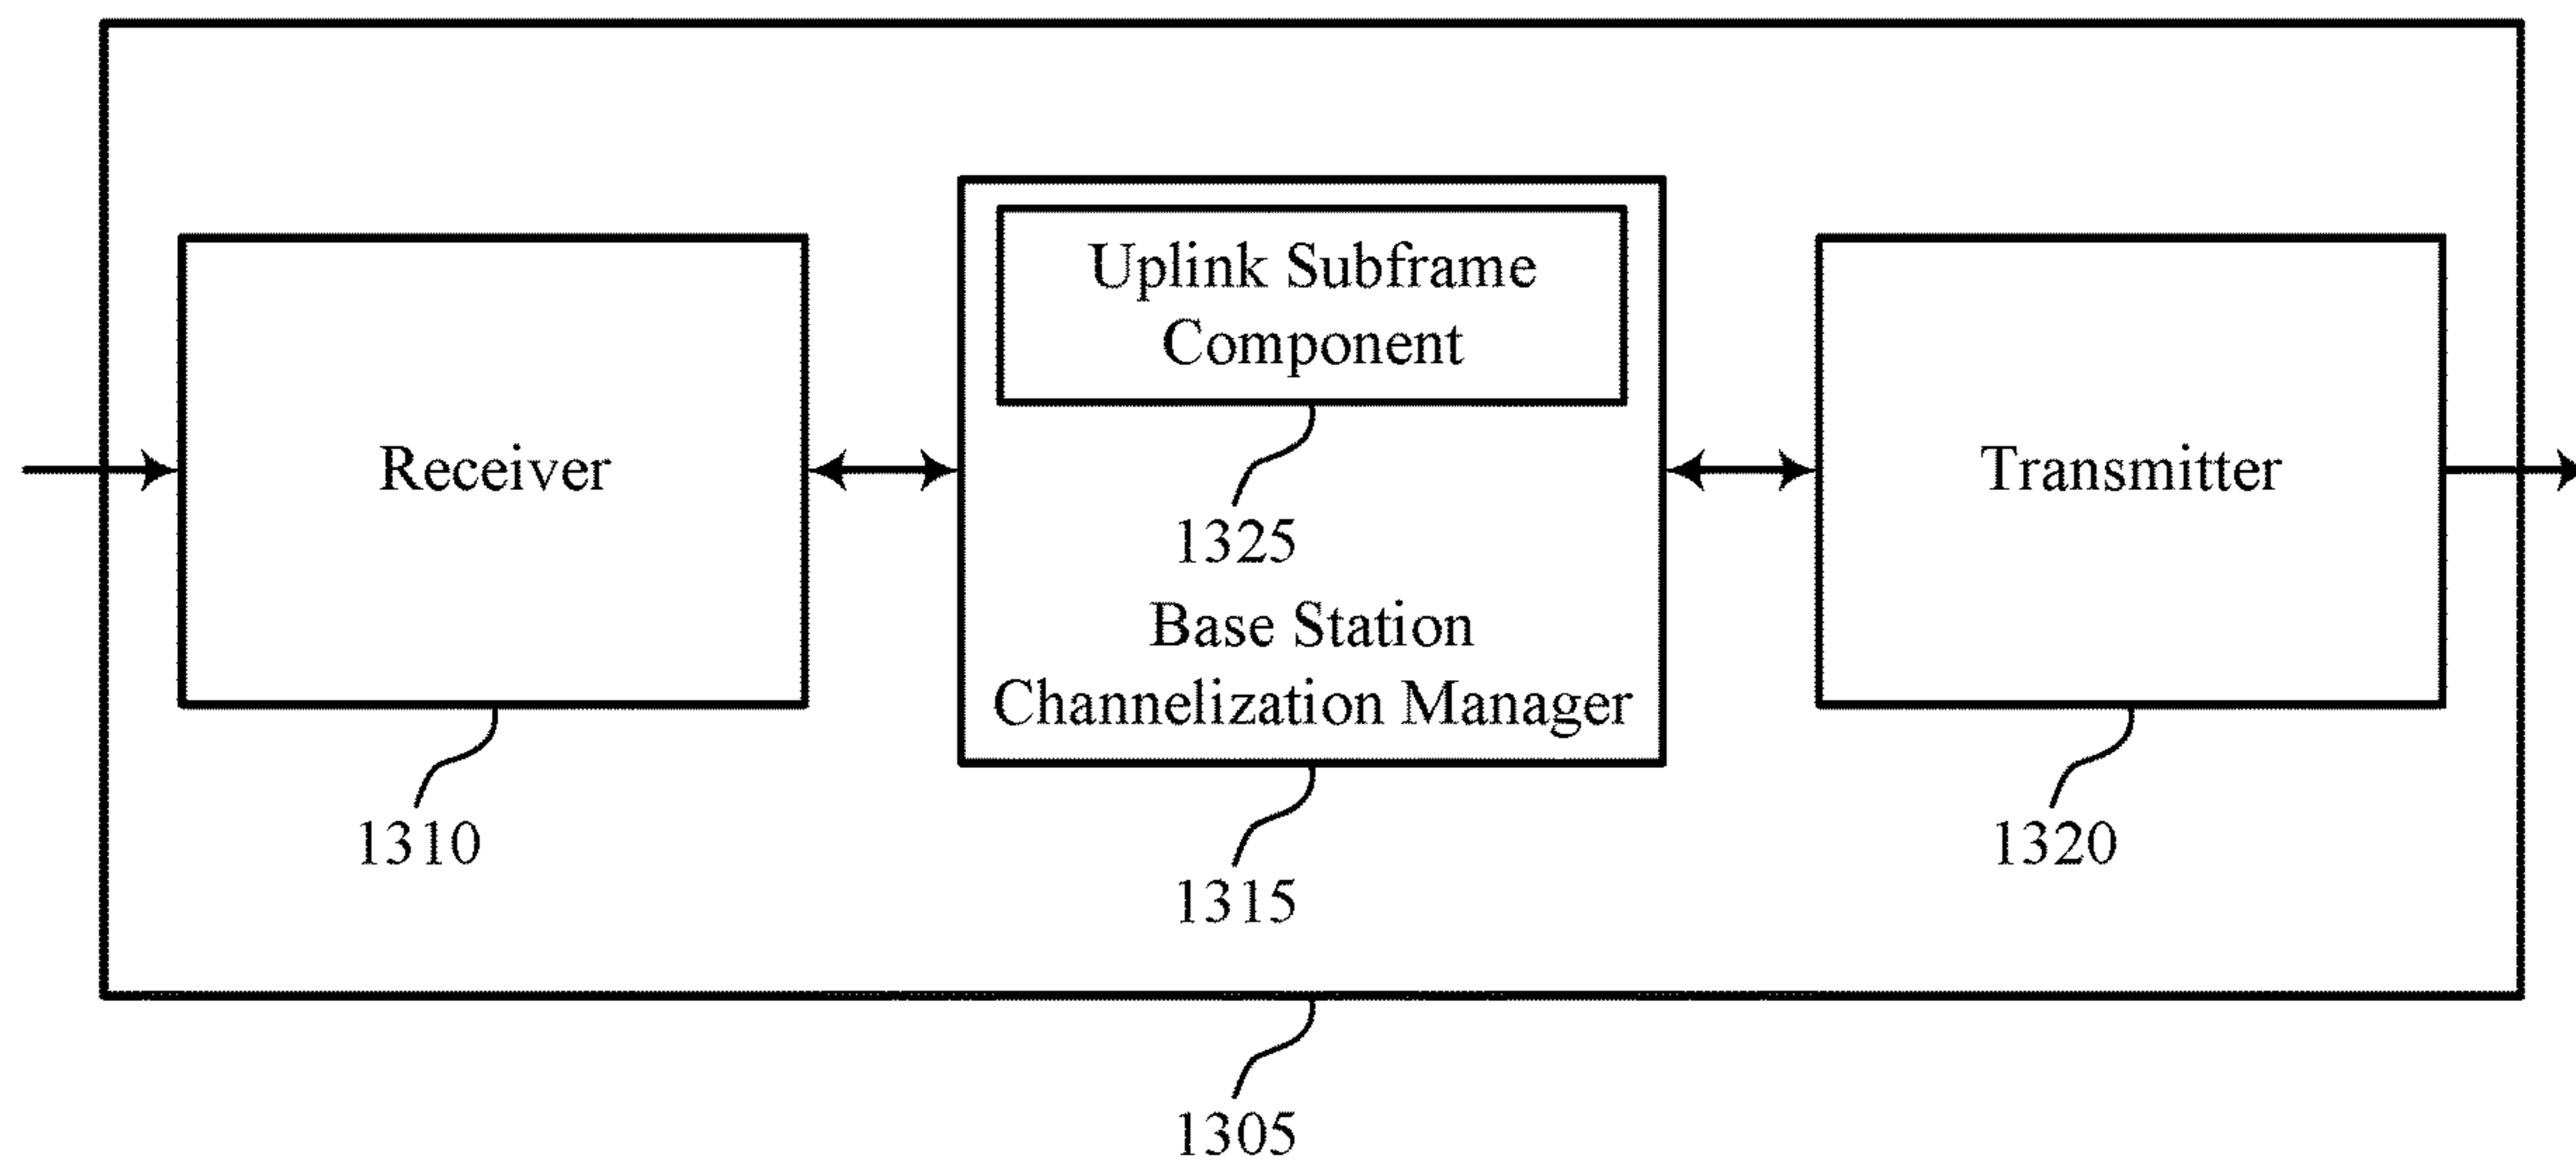 Uplink Subframe
Component
Receiver
Transmitter
1325
Base Station
Channelization Manager
1310
1320
1315
1305